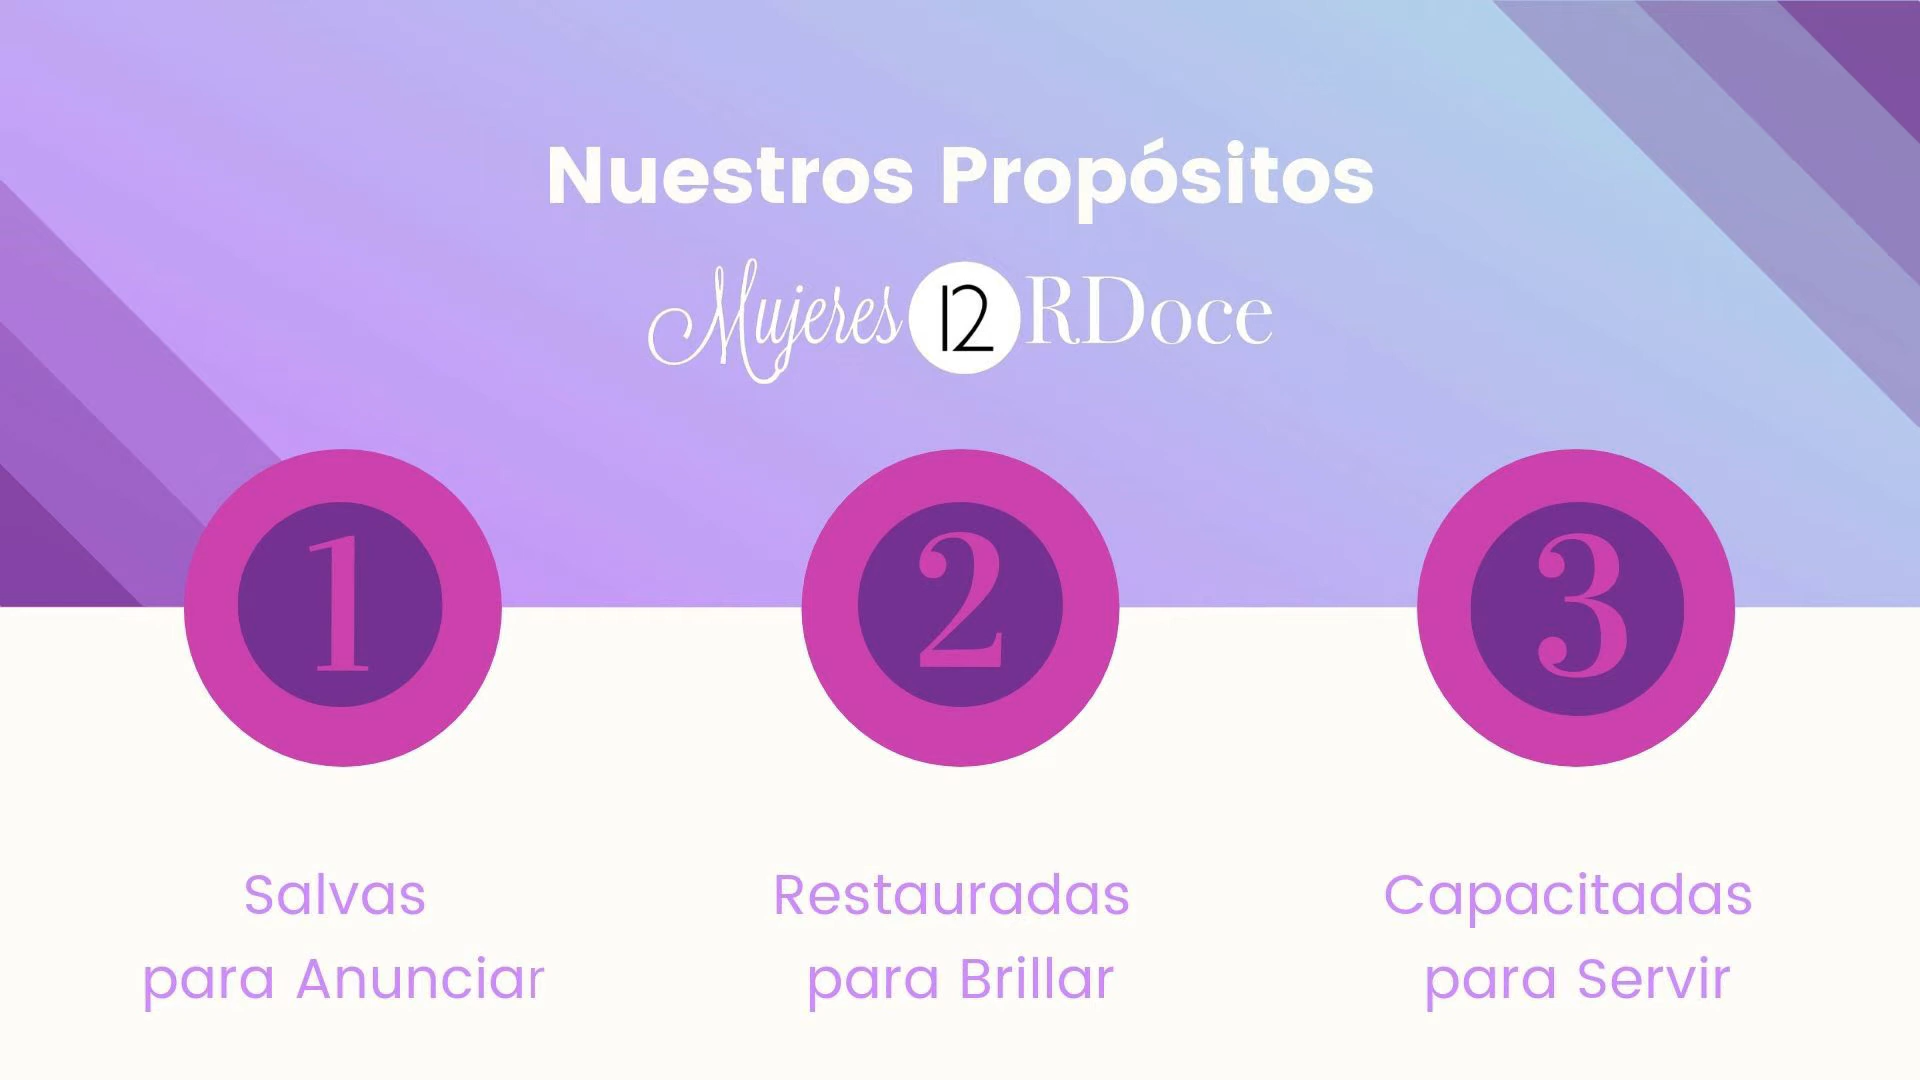 Nuestros Propósitos
Mujeres 12 RDoce
1
2
3
Salvas
para Anunciar
Restauradas
para Brillar
Capacitadas
para Servir